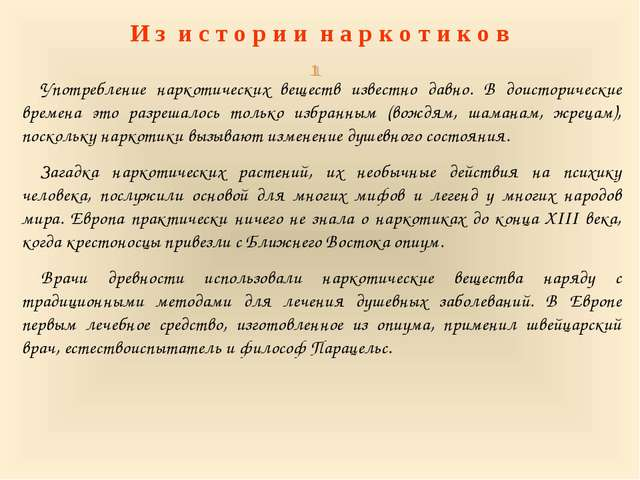 Из истории наркотиков
Употребление наркотических веществ известно давно. В доисторические
времена это разрешалось только избранным (вождям, шаманам, жрецам),
поскольку наркотики вызывают изменение душевного состояния.
Загадка наркотических растений, их необычные действия на психику
человека, послужили основой для многих мифов и легенд у многих народов
мира. Европа практически ничего не знала о наркотиках до конца XIII века,
когда крестоносцы привезли с Ближнего Востока опиум.
Врачи древности использовали наркотические вещества наряду с
традиционными методами для лечения душевных заболеваний. В Европе
первым лечебное средство, изготовленное из опиума, применил швейцарский
врач, естествоиспытатель и философ Парацельс.